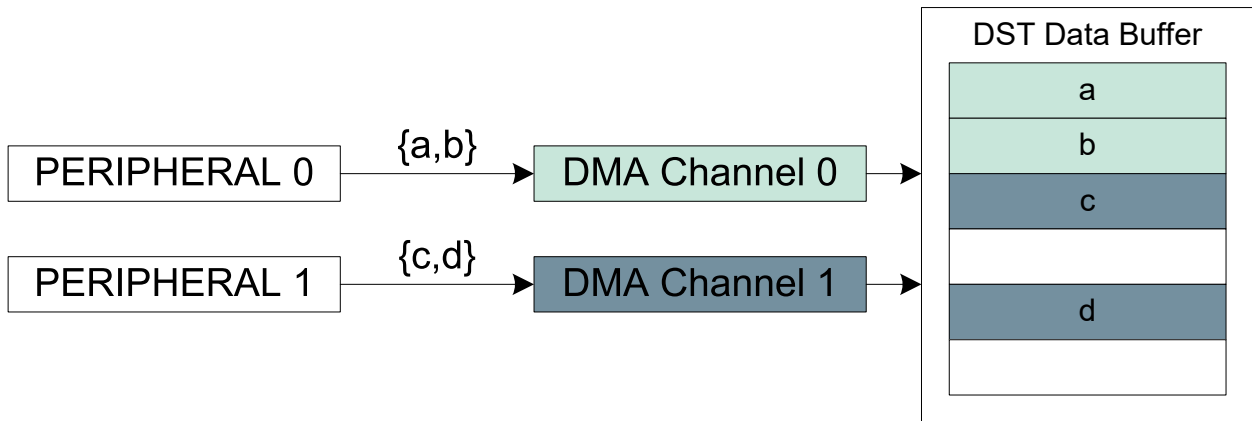 DST Data Buffer
a
b
c
d
PERIPHERAL 0
{a,b}
DMA Channel 0
PERIPHERAL 1
{c,d}
DMA Channel 1